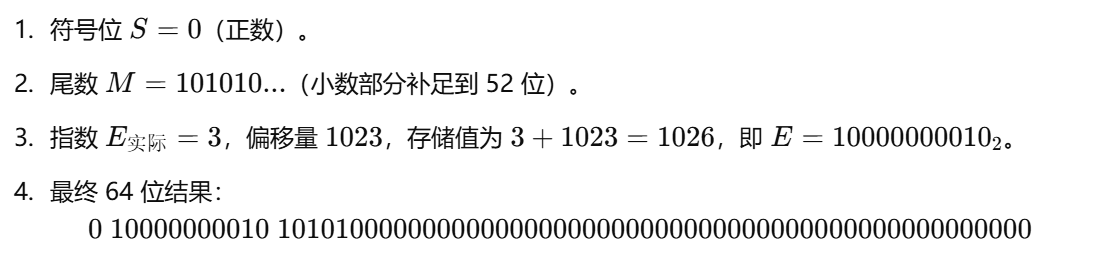 1. 符号位 S = 0（正数）。
2. 尾数 M = 101010...（小数部分补足到 52 位）。
3. 指数 E实际 = 3，偏移量 1023，存储值为 3 + 1023 = 1026，即 E = 10000000010₂。
4. 最终 64 位结果：
0 10000000010 1010100000000000000000000000000000000000000000000000